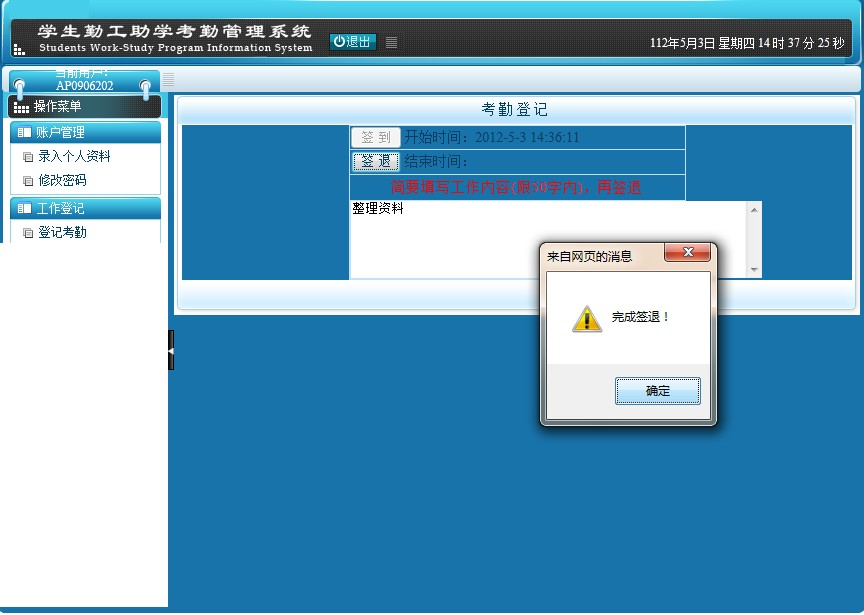 学生勤工助学考勤管理系统
Students Work-Study Program Information System
退出
112年5月3日 星期四 14 时 37 分 25 秒
当前用户:
AP0906202
操作菜单
账户管理
录入个人资料
修改密码
工作登记
登记考勤
考勤登记
签 到 开始时间: 2012-5-3 14:36:11
签 退 结束时间:
简要填写工作内容(限50字内)，再签退
整理资料
来自网页的消息
完成签退！
确定